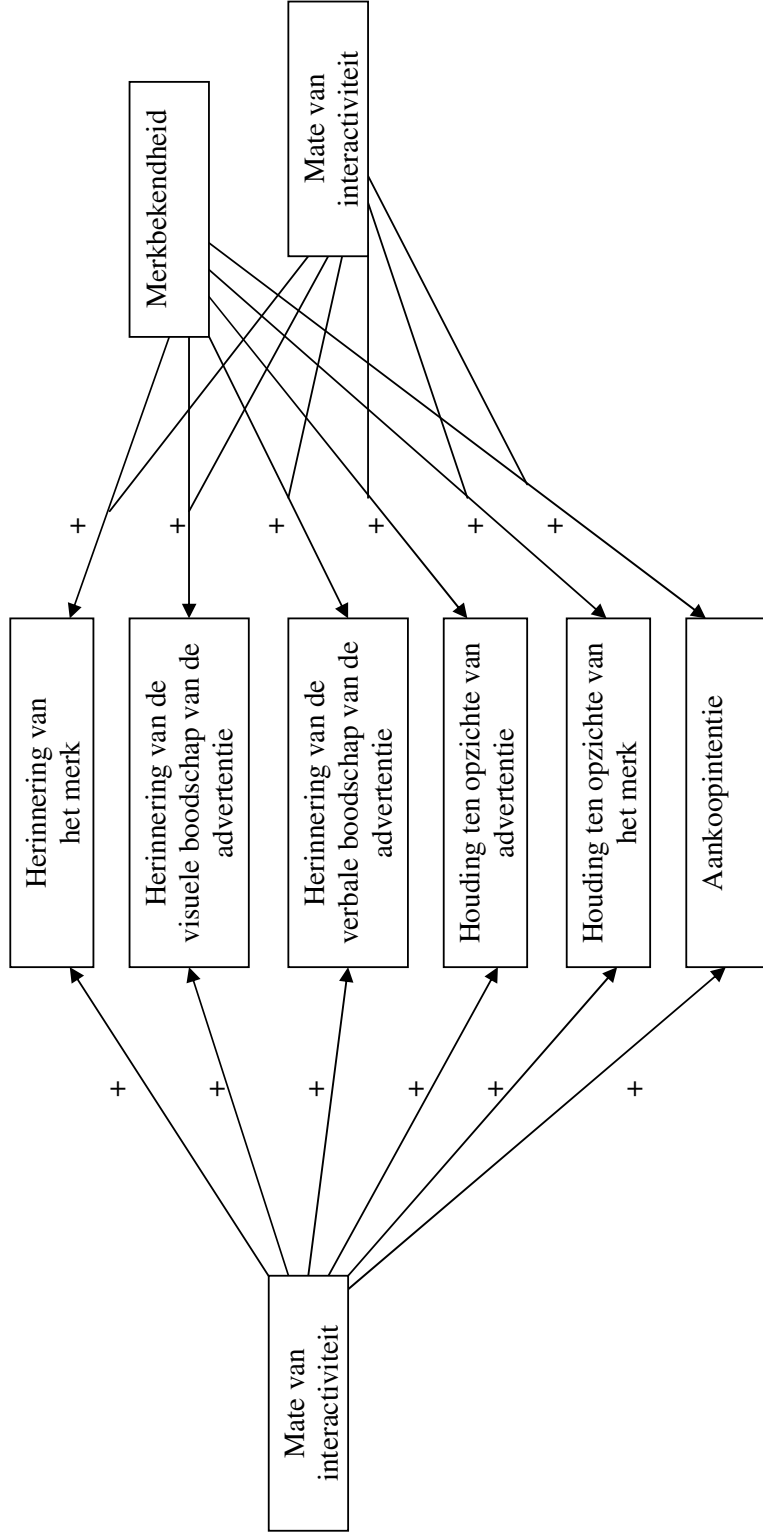 Mate van
interactiviteit
+
+
+
+
+
+
Herinnering van
het merk
Herinnering van de
visuele boodschap van de
advertentie
Herinnering van de
verbale boodschap van de
advertentie
Houding ten opzichte van
advertentie
Houding ten opzichte van
het merk
Aankoopintentie
+
+
+
+
+
+
Merkbekendheid
Mate van
interactiviteit